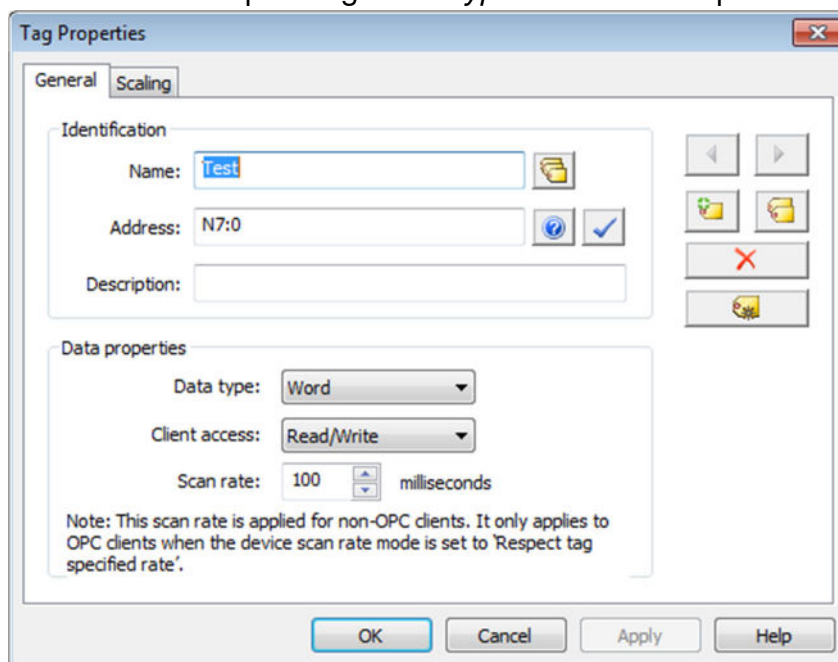 Tag Properties
General
Scaling
Identification
Name: Test
Address: N7:0
Description:
Data properties
Data type: Word
Client access: Read/Write
Scan rate: 100 milliseconds
Note: This scan rate is applied for non-OPC clients. It only applies to
OPC clients when the device scan rate mode is set to 'Respect tag
specified rate'.
OK Cancel Apply Help